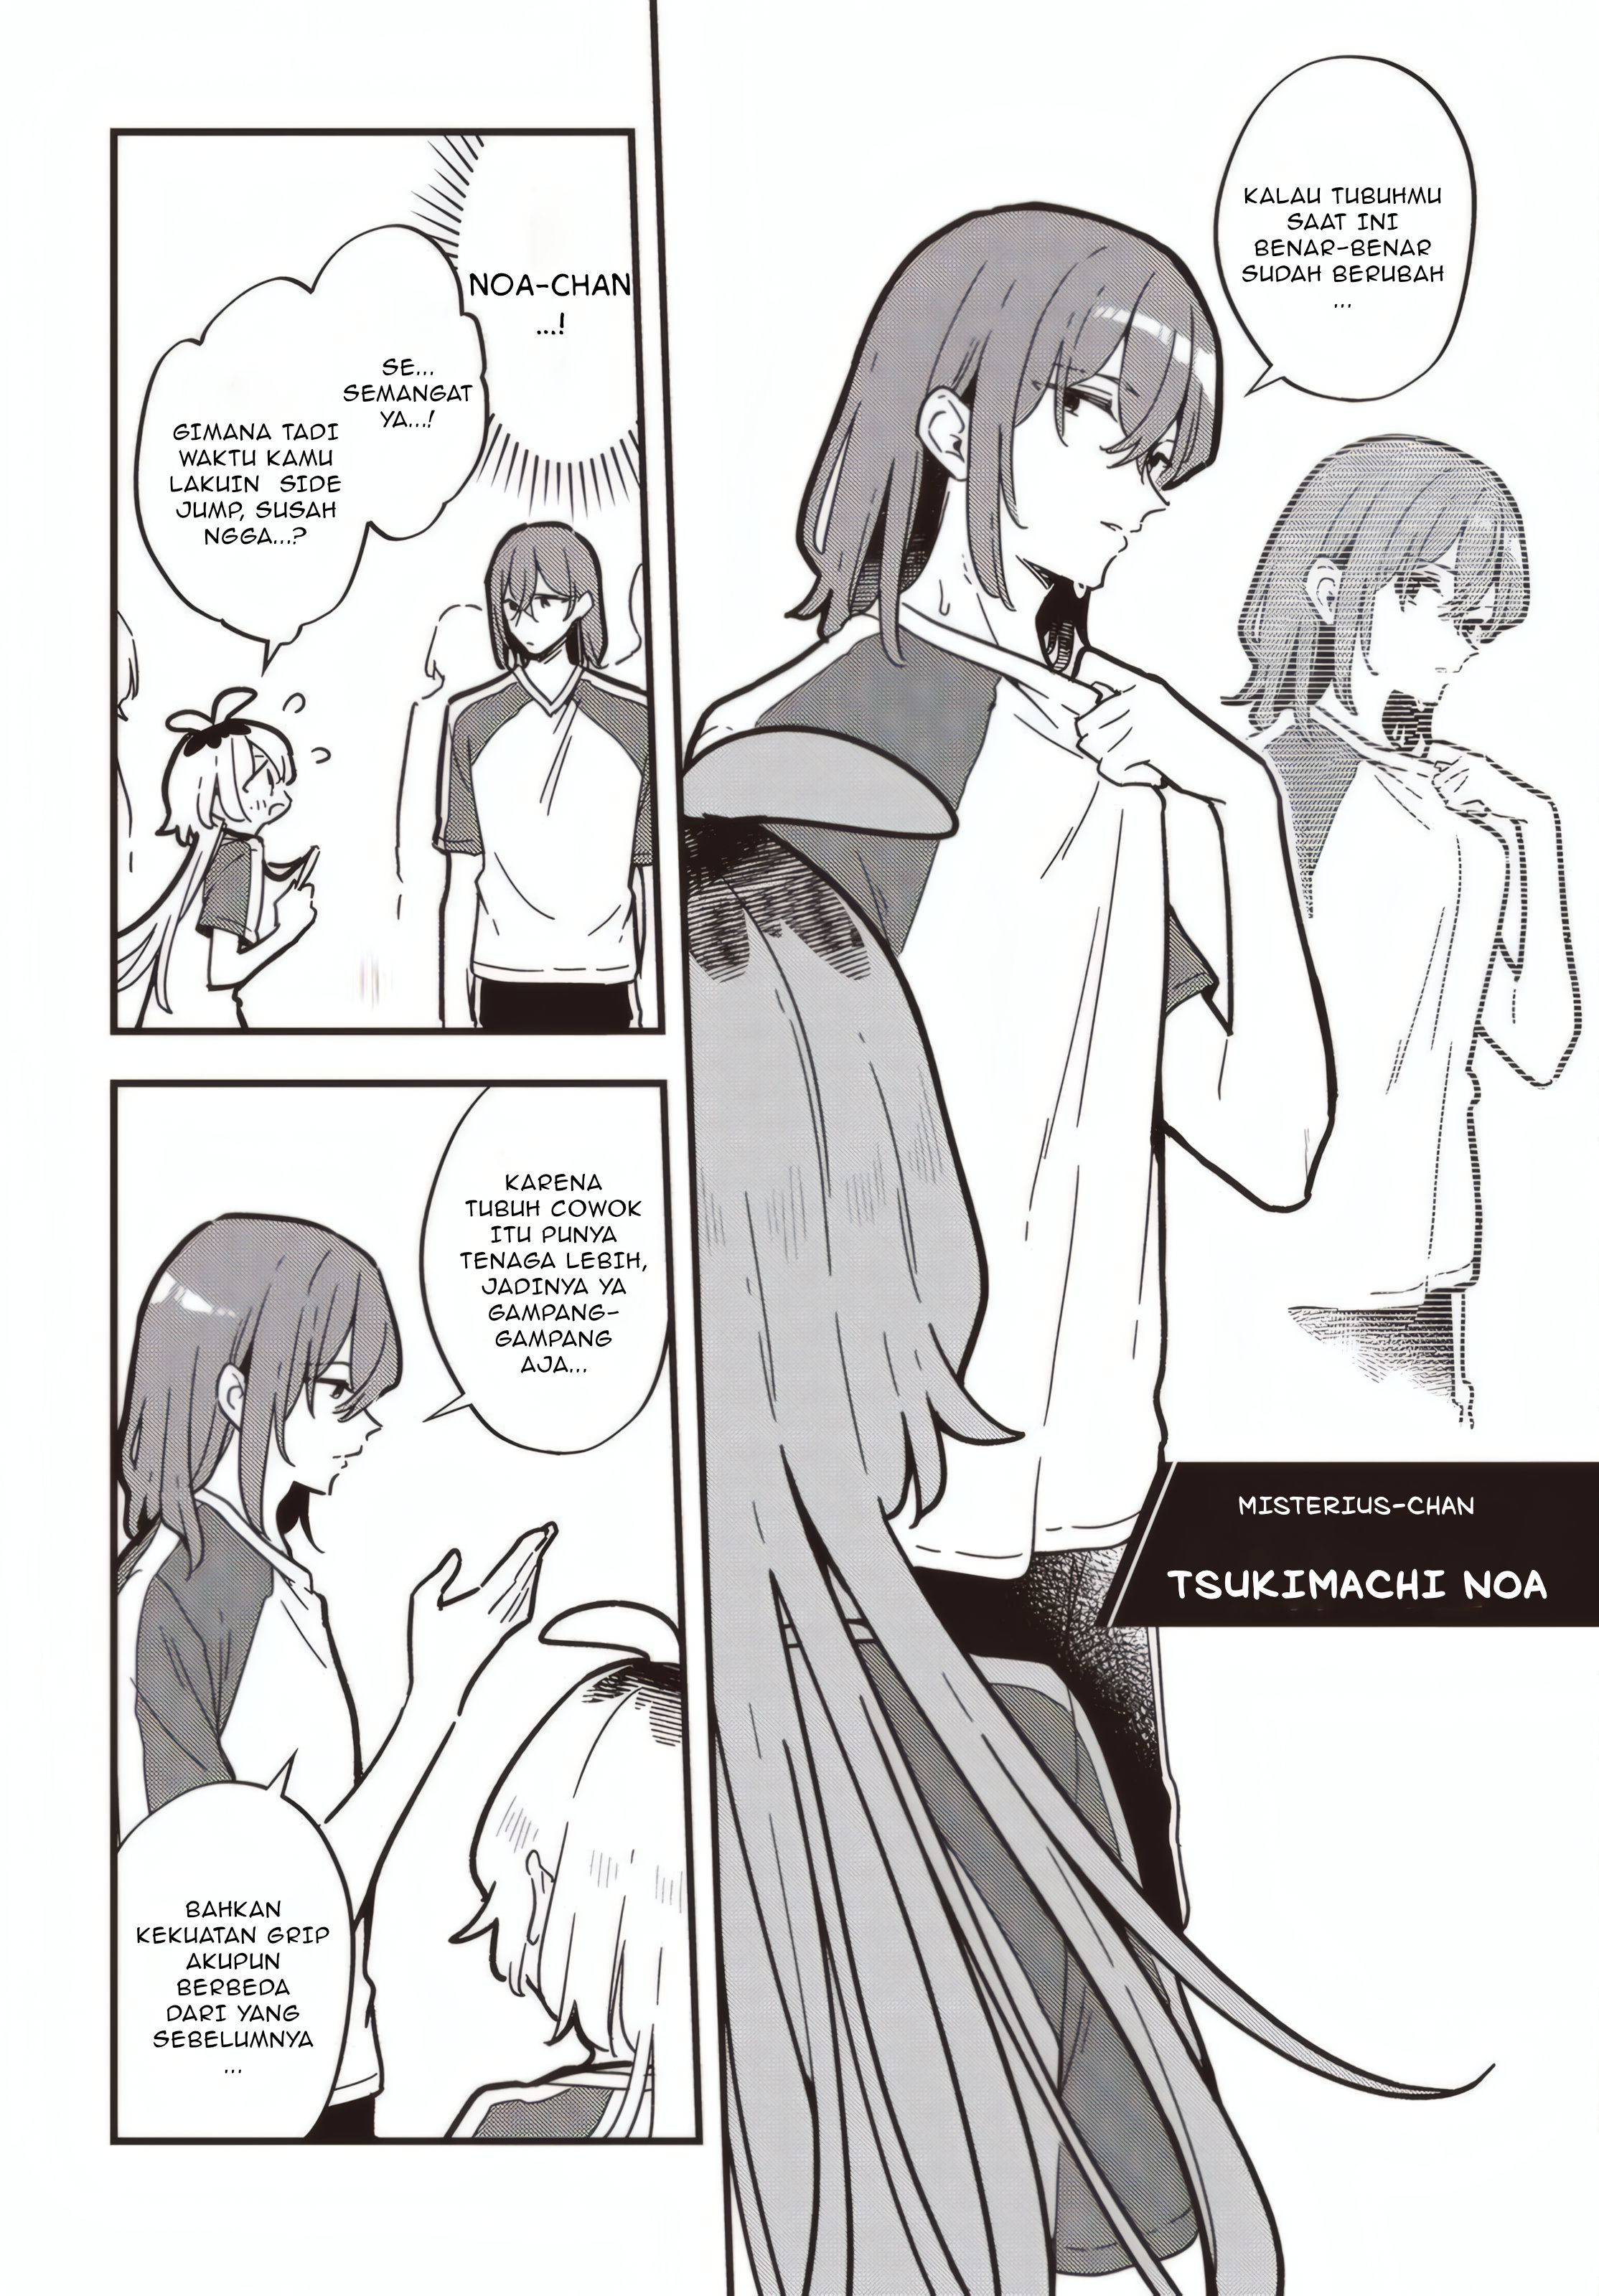 KALAU TUBUHMU
SAAT INI
BENAR-BENAR
SUDAH BERUBAH
...
MISTERIUS-CHAN
TSUKIMACHI NOA
NOA-CHAN
...!
SE...
SEMANGAT
YA...!
GIMANA TADI
WAKTU KAMU
LAKUIN SIDE
JUMP, SUSAH
NGGA...?
KARENA
TUBUH COWOK
ITU PUNYA
TENAGA LEBIH,
JADINYA YA
GAMPANG-
GAMPANG
AJA...
BAHKAN
KEKUATAN GRIP
AKUPUN
BERBEDA
DARI YANG
SEBELUMNYA
...